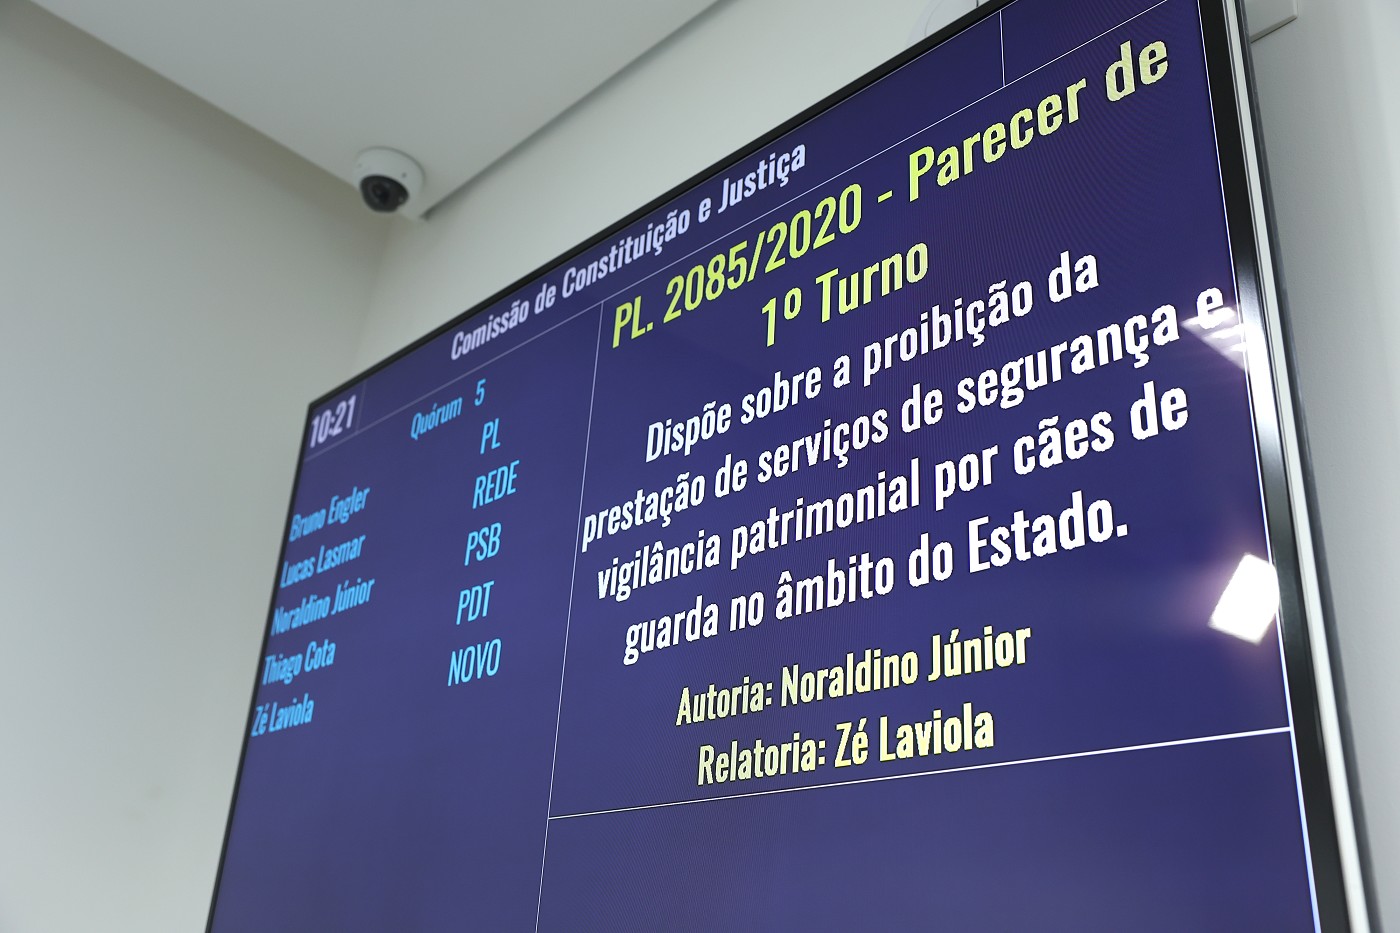 Comissão de Constituição e Justiça
10:21
Quórum 5
Bruno Engler PL
Lucas Lasmar REDE
Noraldino Júnior PSB
Thiago Cota PDT
Zé Laviola NOVO
PL. 2085/2020 - Parecer de
1º Turno
Dispõe sobre a proibição da
prestação de serviços de segurança e
vigilância patrimonial por cães de
guarda no âmbito do Estado.
Autoria: Noraldino Júnior
Relatoria: Zé Laviola